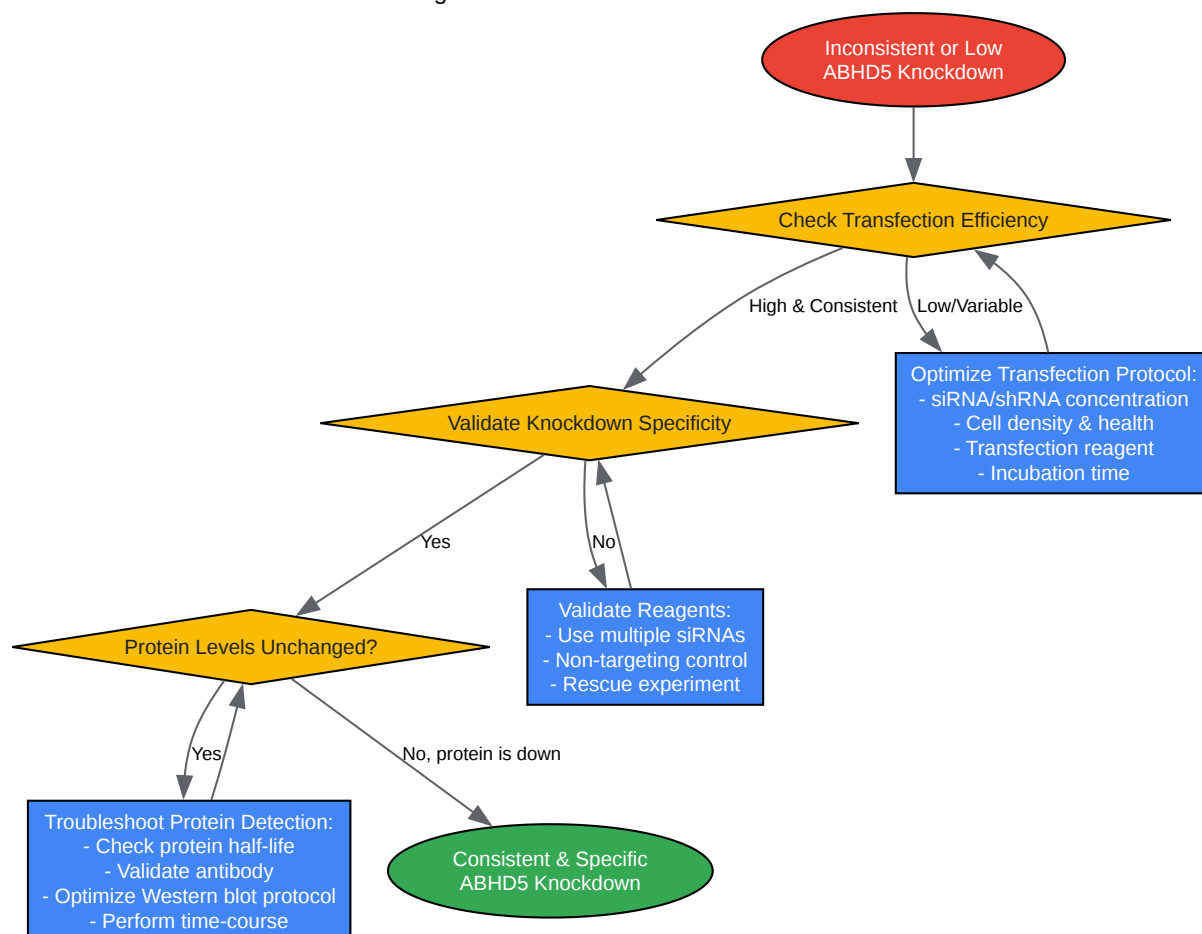 Inconsistent or Low
ABHD5 Knockdown
Check Transfection Efficiency
High & Consistent
Low/Variable
Optimize Transfection Protocol:
- siRNA/shRNA concentration
- Cell density & health
- Transfection reagent
- Incubation time
Validate Knockdown Specificity
Yes
No
Validate Reagents:
- Use multiple siRNAs
- Non-targeting control
- Rescue experiment
Protein Levels Unchanged?
Yes
No, protein is down
Troubleshoot Protein Detection:
- Check protein half-life
- Validate antibody
- Optimize Western blot protocol
- Perform time-course
Consistent & Specific
ABHD5 Knockdown